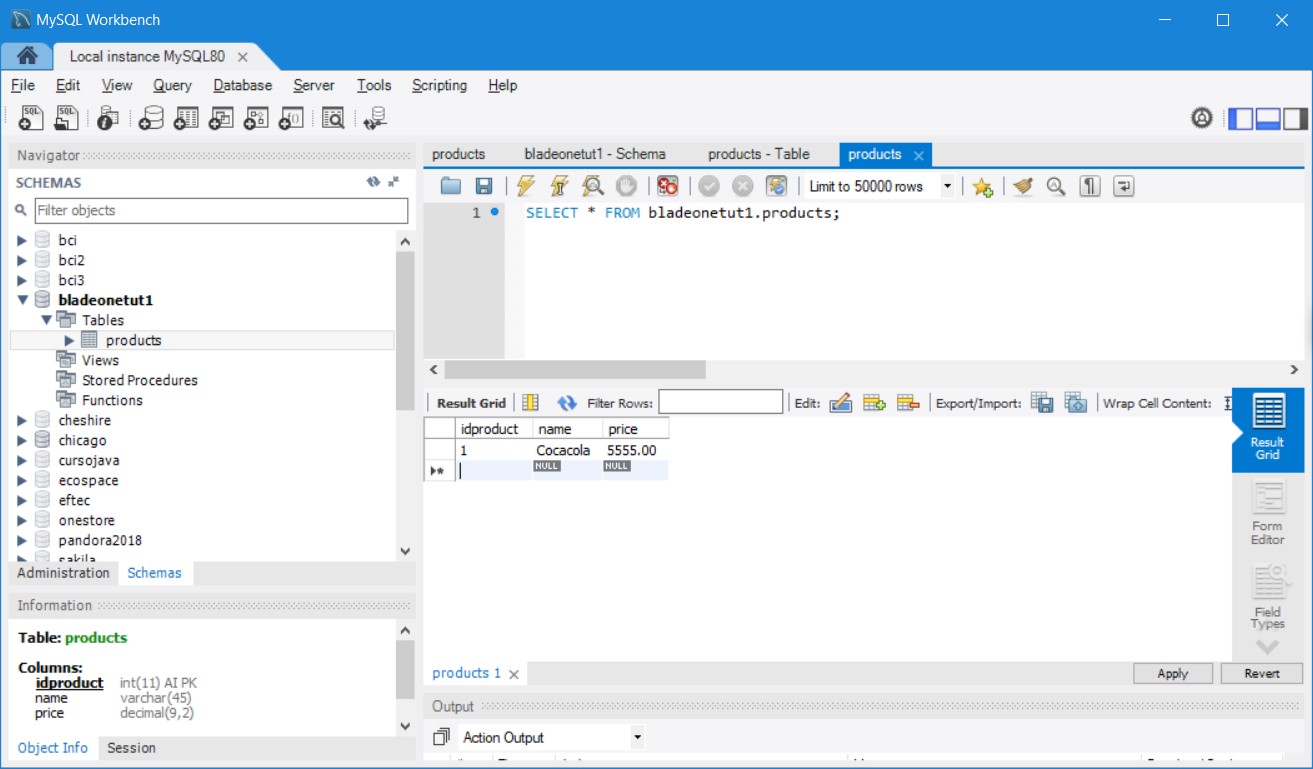 MySQL Workbench
Local instance MySQL80
File Edit View Query Database Server Tools Scripting Help
Navigator
SCHEMAS
Filter objects
bci
bci2
bci3
bladeonetut1
Tables
products
Views
Stored Procedures
Functions
cheshire
chicago
cursojava
ecospace
eftec
onestore
pandora2018
sakila
Administration Schemas
Information
Table: products
Columns:
idproduct int(11) AI PK
name varchar(45)
price decimal(9,2)
Object Info Session
products bladeonetut1 - Schema products - Table products
Limit to 50000 rows
1 SELECT * FROM bladeonetut1.products;
Result Grid Filter Rows: Edit: Export/Import: Wrap Cell Content:
idproduct name price
1 Cocacola 5555.00
NULL NULL
Result
Grid
Form
Editor
Field
Types
products 1
Apply Revert
Output
Action Output